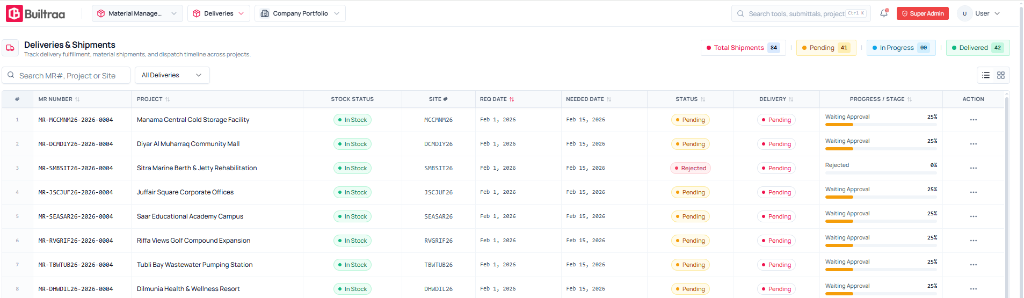 Builtraa
Material Manage...
Deliveries
Company Portfolio
Search tools, submittals, project
Ctrl K
Super Admin
U
User
Deliveries & Shipments
Track delivery fulfillment, material shipments, and dispatch timeline across projects.
Total Shipments 84
Pending 41
In Progress 00
Delivered 42
Search MR#, Project or Site
All Deliveries
# MR NUMBER PROJECT STOCK STATUS SITE # REQ DATE NEEDED DATE STATUS DELIVERY PROGRESS / STAGE ACTION
1 MR-MCCMNM26-2026-0004 Manama Central Cold Storage Facility In Stock MCCMNM26 Feb 1, 2026 Feb 15, 2026 Pending Pending Waiting Approval 25% ...
2 MR-DCMDIY26-2026-0004 Diyar Al Muharraq Community Mall In Stock DCMDIY26 Feb 1, 2026 Feb 15, 2026 Pending Pending Waiting Approval 25% ...
3 MR-SMBSIT26-2026-0004 Sitra Marine Berth & Jetty Rehabilitation In Stock SMBSIT26 Feb 1, 2026 Feb 15, 2026 Rejected Pending Rejected 0% ...
4 MR-JSCJUF26-2026-0004 Juffair Square Corporate Offices In Stock JSCJUF26 Feb 1, 2026 Feb 15, 2026 Pending Pending Waiting Approval 25% ...
5 MR-SEASAR26-2026-0004 Saar Educational Academy Campus In Stock SEASAR26 Feb 1, 2026 Feb 15, 2026 Pending Pending Waiting Approval 25% ...
6 MR-RVGRIF26-2026-0004 Riffa Views Golf Compound Expansion In Stock RVGRIF26 Feb 1, 2026 Feb 15, 2026 Pending Pending Waiting Approval 25% ...
7 MR-TBWTUB26-2026-0004 Tubli Bay Wastewater Pumping Station In Stock TBWTUB26 Feb 1, 2026 Feb 15, 2026 Pending Pending Waiting Approval 25% ...
8 MR-DHWDIL26-2026-0004 Dilmunia Health & Wellness Resort In Stock DHWDIL26 Feb 1, 2026 Feb 15, 2026 Pending Pending Waiting Approval 25% ...